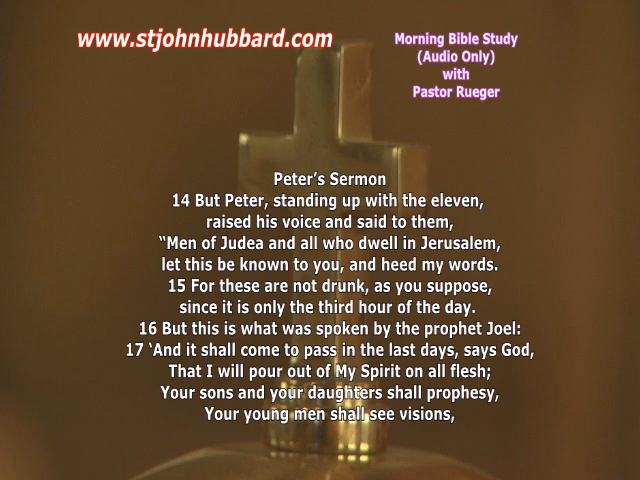 www.stjohnhubbard.com
Morning Bible Study
(Audio Only)
with
Pastor Rueger
Peter's Sermon
14 But Peter, standing up with the eleven,
raised his voice and said to them,
“Men of Judea and all who dwell in Jerusalem,
let this be known to you, and heed my words.
15 For these are not drunk, as you suppose,
since it is only the third hour of the day.
16 But this is what was spoken by the prophet Joel:
17 ‘And it shall come to pass in the last days, says God,
That I will pour out of My Spirit on all flesh;
Your sons and your daughters shall prophesy,
Your young men shall see visions,